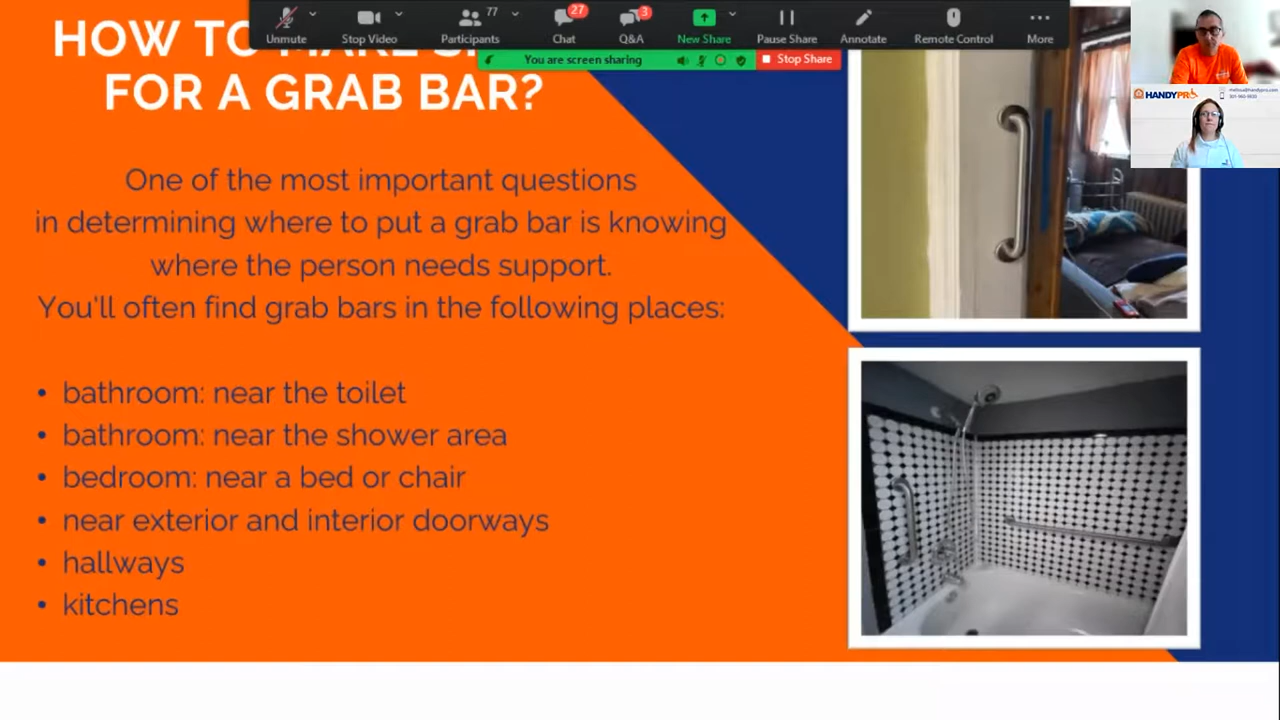 Unmute
Stop Video
77
Participants
27
Chat
3
Q&A
New Share
Pause Share
Annotate
Remote Control
More
You are screen sharing
Stop Share
HOW TO
FOR A GRAB BAR?
One of the most important questions
in determining where to put a grab bar is knowing
where the person needs support.
You'll often find grab bars in the following places:
• bathroom: near the toilet
• bathroom: near the shower area
• bedroom: near a bed or chair
• near exterior and interior doorways
• hallways
• kitchens
HANDYPRO